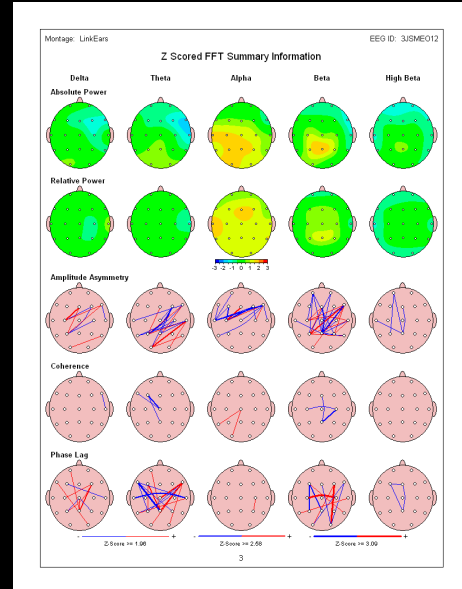 Montage: LinkEars EEG ID: 3JSMEO12
Z Scored FFT Summary Information
Delta Theta Alpha Beta High Beta
Absolute Power
Relative Power
-3 -2 -1 0 1 2 3
Amplitude Asymmetry
Coherence
Phase Lag
- + - + - +
Z-Score >= 1.96 Z-Score >= 2.58 Z-Score >= 3.09
3